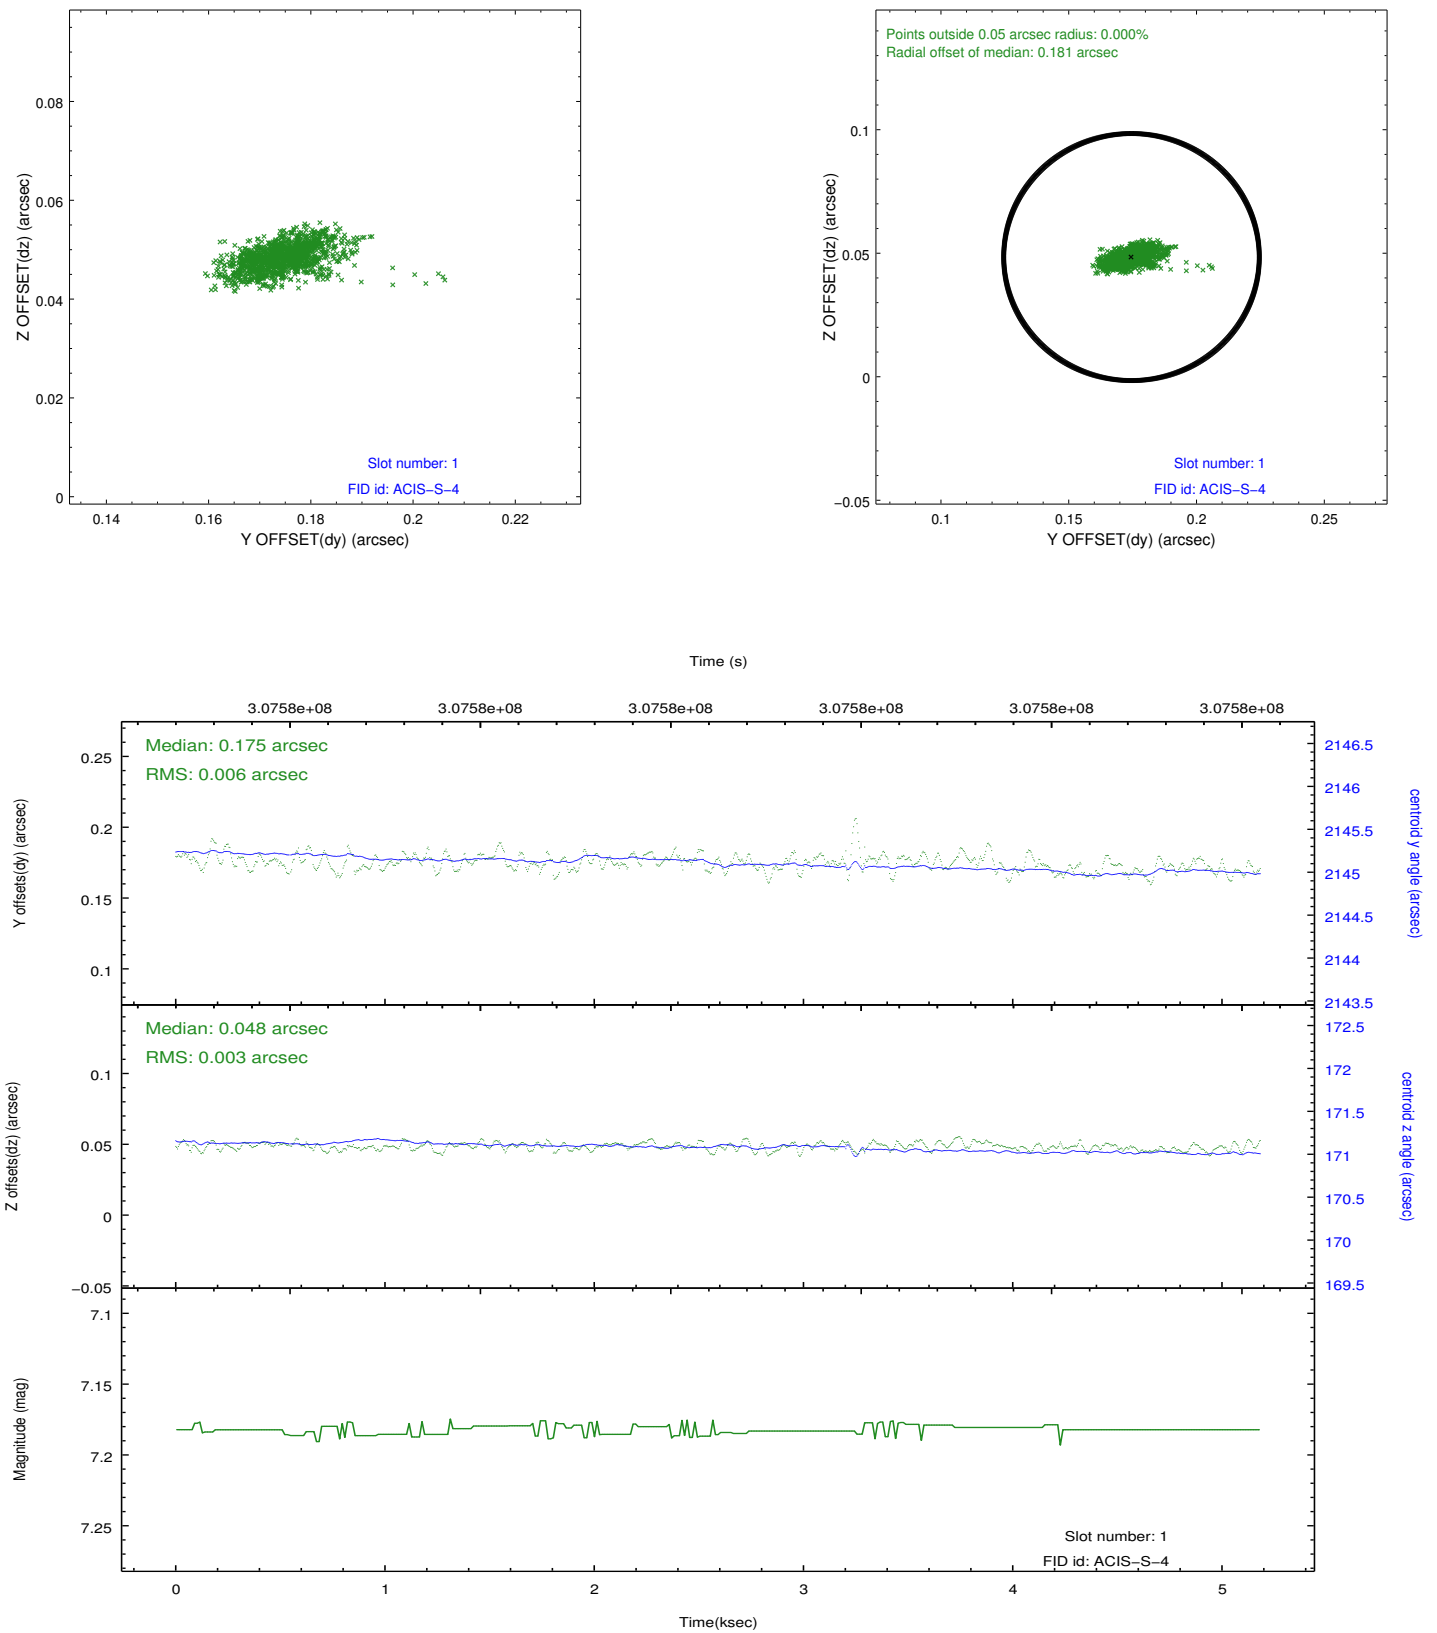 0.08
0.06
0.04
0.02
0
Z OFFSET(dz) (arcsec)
Slot number: 1
FID id: ACIS−S−4
0.14
0.16
0.18
0.2
0.22
Y OFFSET(dy) (arcsec)
Points outside 0.05 arcsec radius: 0.000%
Radial offset of median: 0.181 arcsec
0.1
0.05
0
−0.05
Z OFFSET(dz) (arcsec)
Slot number: 1
FID id: ACIS−S−4
0.1
0.15
0.2
0.25
Y OFFSET(dy) (arcsec)
Time (s)
3.0758e+08
3.0758e+08
3.0758e+08
3.0758e+08
3.0758e+08
3.0758e+08
Median: 0.175 arcsec
RMS: 0.006 arcsec
0.25
0.2
0.15
0.1
Y offsets(dy) (arcsec)
2146.5
2146
2145.5
2145
2144.5
2144
2143.5
centroid y angle (arcsec)
Median: 0.048 arcsec
RMS: 0.003 arcsec
0.1
0.05
0
−0.05
Z offsets(dz) (arcsec)
172.5
172
171.5
171
170.5
170
169.5
centroid z angle (arcsec)
7.1
7.15
7.2
7.25
Magnitude (mag)
Slot number: 1
FID id: ACIS−S−4
0
1
2
3
4
5
Time(ksec)